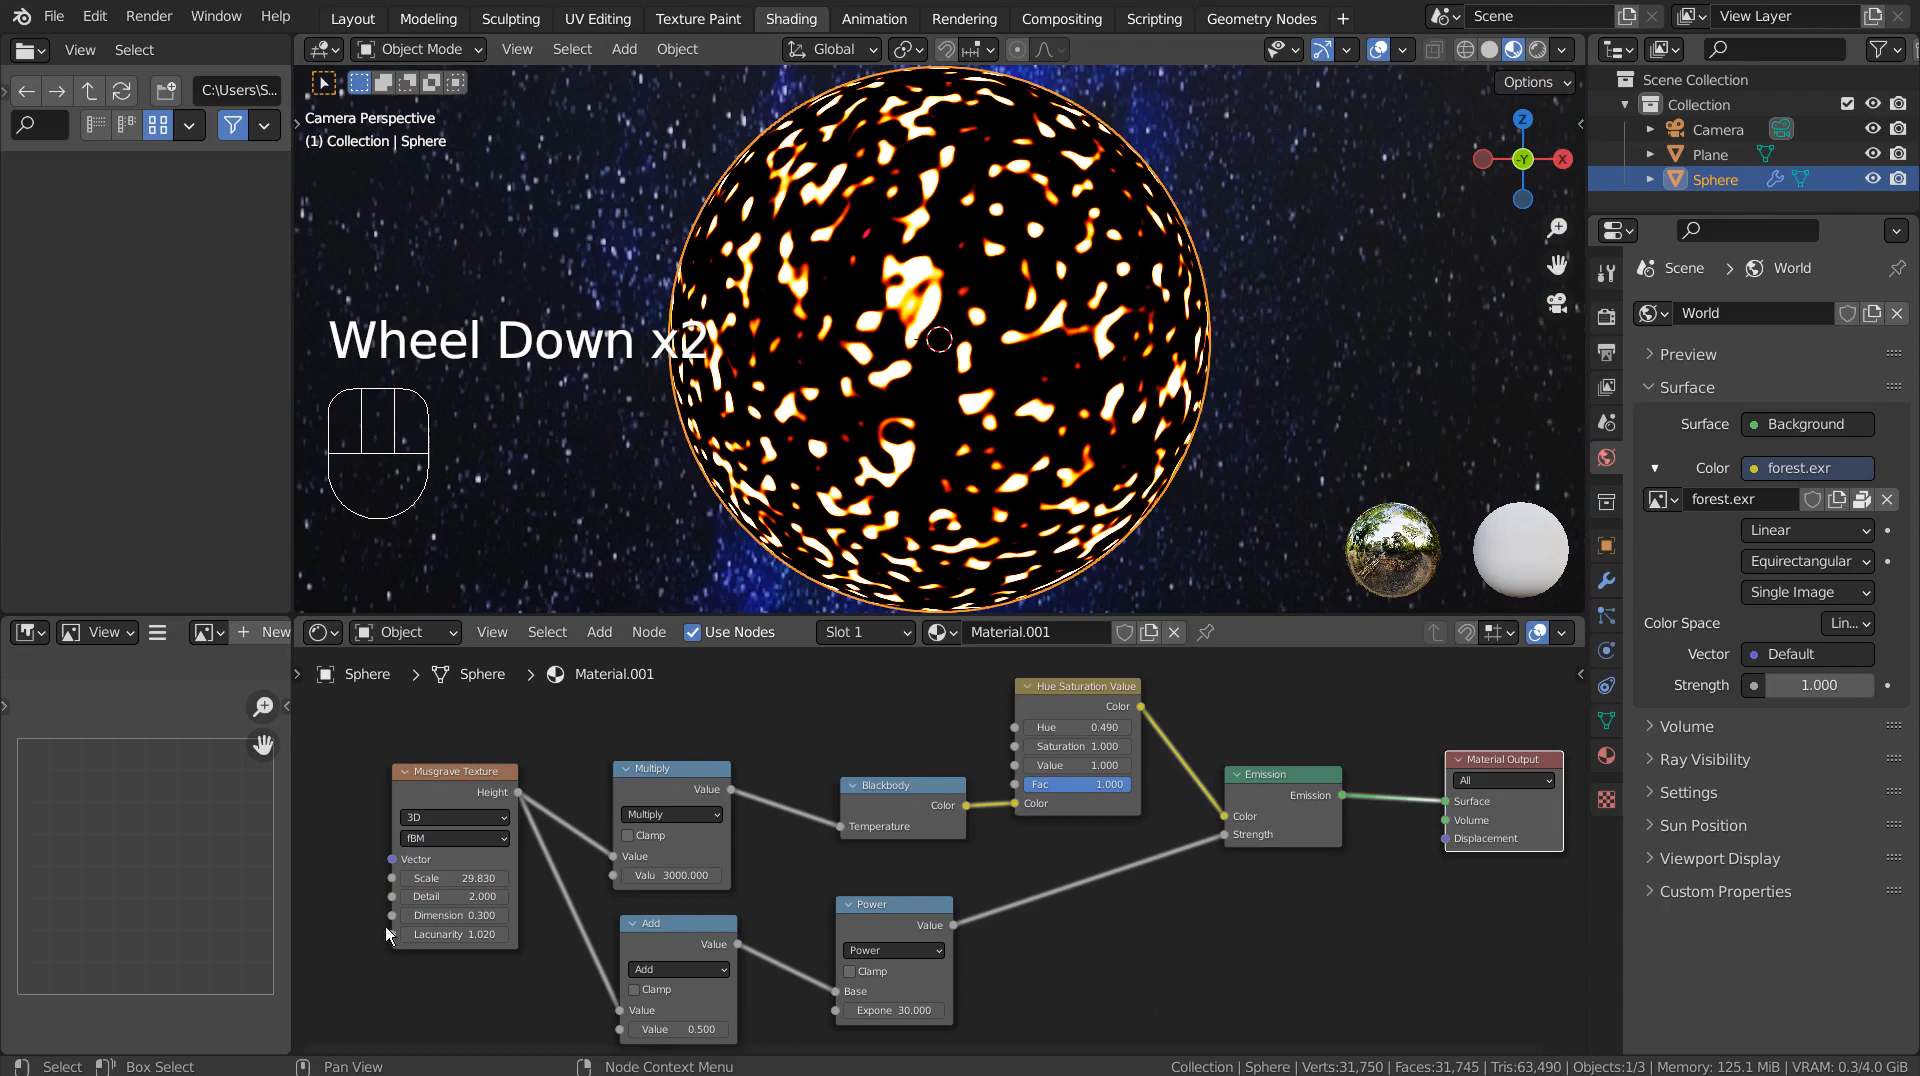 File Edit Render Window Help Layout Modeling Sculpting UV Editing Texture Paint Shading Animation Rendering Compositing Scripting Geometry Nodes + Scene View Layer
View Select
Object Mode View Select Add Object Global
C:\Users\S...
Options
Camera Perspective
(1) Collection | Sphere
Z
-Y
X
Wheel Down x2
Scene Collection
Collection
Camera
Plane
Sphere
Scene > World
World
Preview
Surface
Surface Background
Color forest.exr
forest.exr
Linear
Equirectangular
Single Image
Color Space Lin...
Vector Default
Strength 1.000
Volume
Ray Visibility
Settings
Sun Position
Viewport Display
Custom Properties
View + New
Object View Select Add Node Use Nodes Slot 1 Material.001
Sphere > Sphere > Material.001
Musgrave Texture
Height
3D
fBM
Vector
Scale 29.830
Detail 2.000
Dimension 0.300
Lacunarity 1.020
Multiply
Value
Multiply
Clamp
Value
Valu 3000.000
Add
Value
Add
Clamp
Value
Value 0.500
Blackbody
Color
Temperature
Power
Value
Power
Clamp
Base
Expone 30.000
Hue Saturation Value
Color
Hue 0.490
Saturation 1.000
Value 1.000
Fac 1.000
Color
Emission
Emission
Color
Strength
Material Output
All
Surface
Volume
Displacement
Select Box Select Pan View Node Context Menu Collection | Sphere | Verts:31,750 | Faces:31,745 | Tris:63,490 | Objects:1/3 | Memory: 125.1 MiB | VRAM: 0.3/4.0 GiB